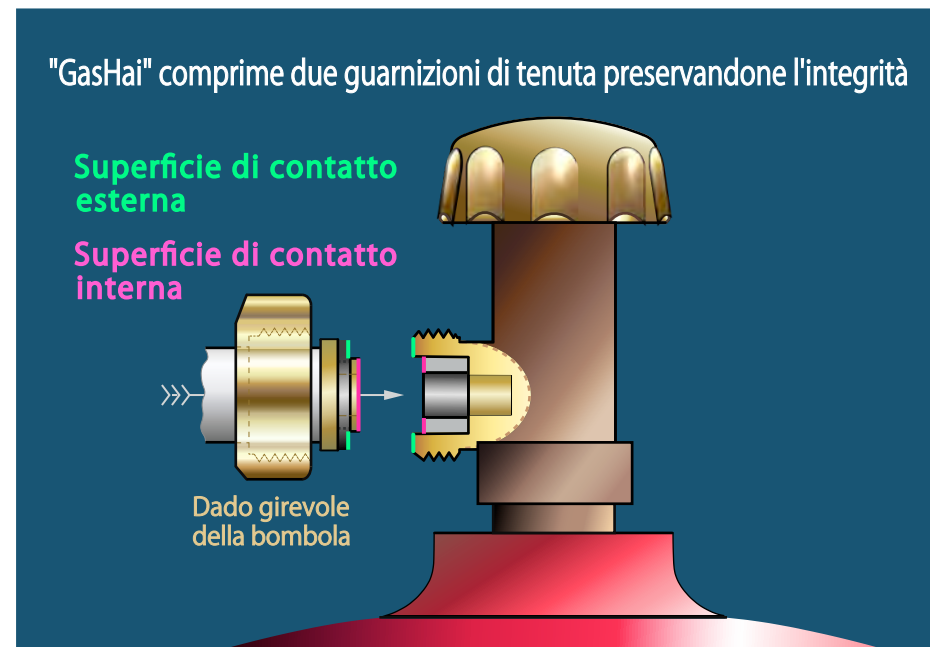 "GasHai" comprime due guarnizioni di tenuta preservandone l'integrità
Superficie di contatto
esterna
Superficie di contatto
interna
Dado girevole
della bombola